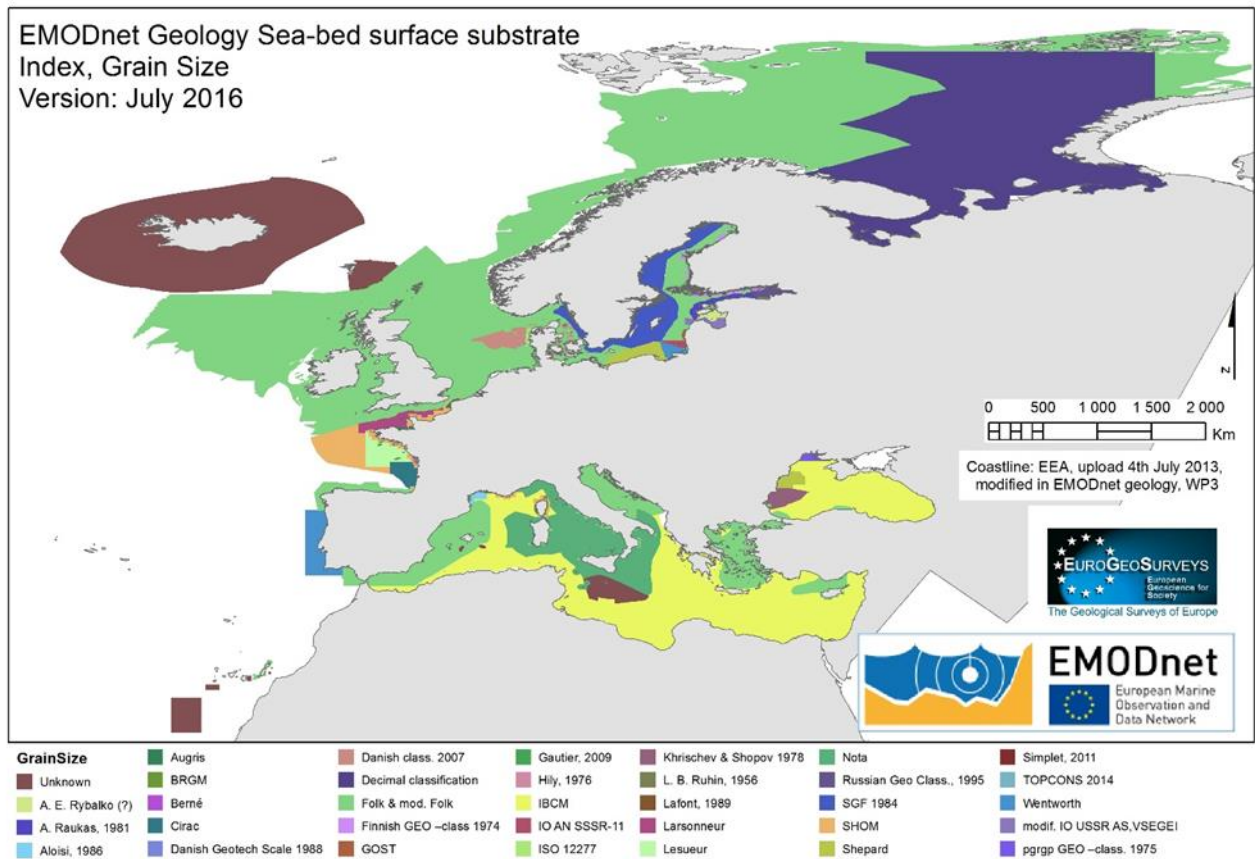 EMODnet Geology Sea-bed surface substrate
Index, Grain Size
Version: July 2016
N
0 500 1 000 1 500 2 000
Km
Coastline: EEA, upload 4th July 2013,
modified in EMODnet geology, WP3
EUROGEOSURVEYS
European
Geoscience for
Society
The Geological Surveys of Europe
EMODnet
European Marine
Observation and
Data Network
GrainSize
Unknown
A. E. Rybalko (?)
A. Raukas, 1981
Aloisi, 1986
Augris
BRGM
Berné
Cirac
Danish Geotech Scale 1988
Danish class. 2007
Decimal classification
Folk & mod. Folk
Finnish GEO –class 1974
GOST
Gautier, 2009
Hily, 1976
IBCM
IO AN SSSR-11
ISO 12277
Khrischev & Shopov 1978
L. B. Ruhin, 1956
Lafont, 1989
Larsonneur
Lesueur
Nota
Russian Geo Class., 1995
SGF 1984
SHOM
Shepard
Simplet, 2011
TOPCONS 2014
Wentworth
modif. IO USSR AS,VSEGEI
pgrp GEO –class. 1975